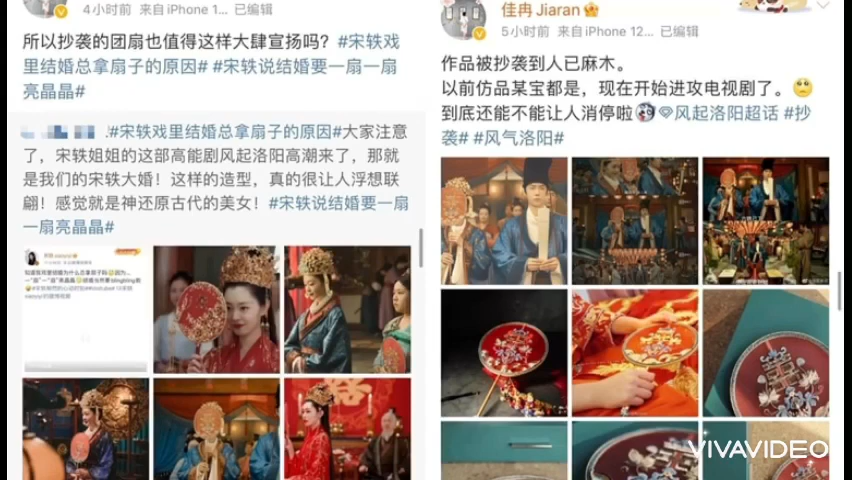 4小时前 来自iPhone 1... 已编辑
所以抄袭的团扇也值得这样大肆宣扬吗？#宋轶戏
里结婚总拿扇子的原因# #宋轶说结婚要一扇一扇
亮晶晶#
!#宋轶戏里结婚总拿扇子的原因#大家注意
了，宋轶姐姐的这部高能剧风起洛阳高潮来了，那就
是我们的宋轶大婚！这样的造型，真的很让人浮想联
翩！感觉就是神还原古代的美女！#宋轶说结婚要一扇
一扇亮晶晶#
佳冉Jiaran
5小时前 来自iPhone 12... 已编辑
作品被抄袭到人已麻木。
以前仿品某宝都是，现在开始进攻电视剧了。
到底还能不能让人消停啦 风起洛阳超话 #抄
袭# #风气洛阳#
VIVAVIDEO